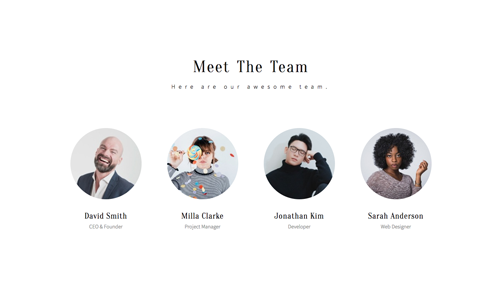 Meet The Team
Here are our awesome team.
David Smith
CEO & Founder
Milla Clarke
Project Manager
Jonathan Kim
Developer
Sarah Anderson
Web Designer